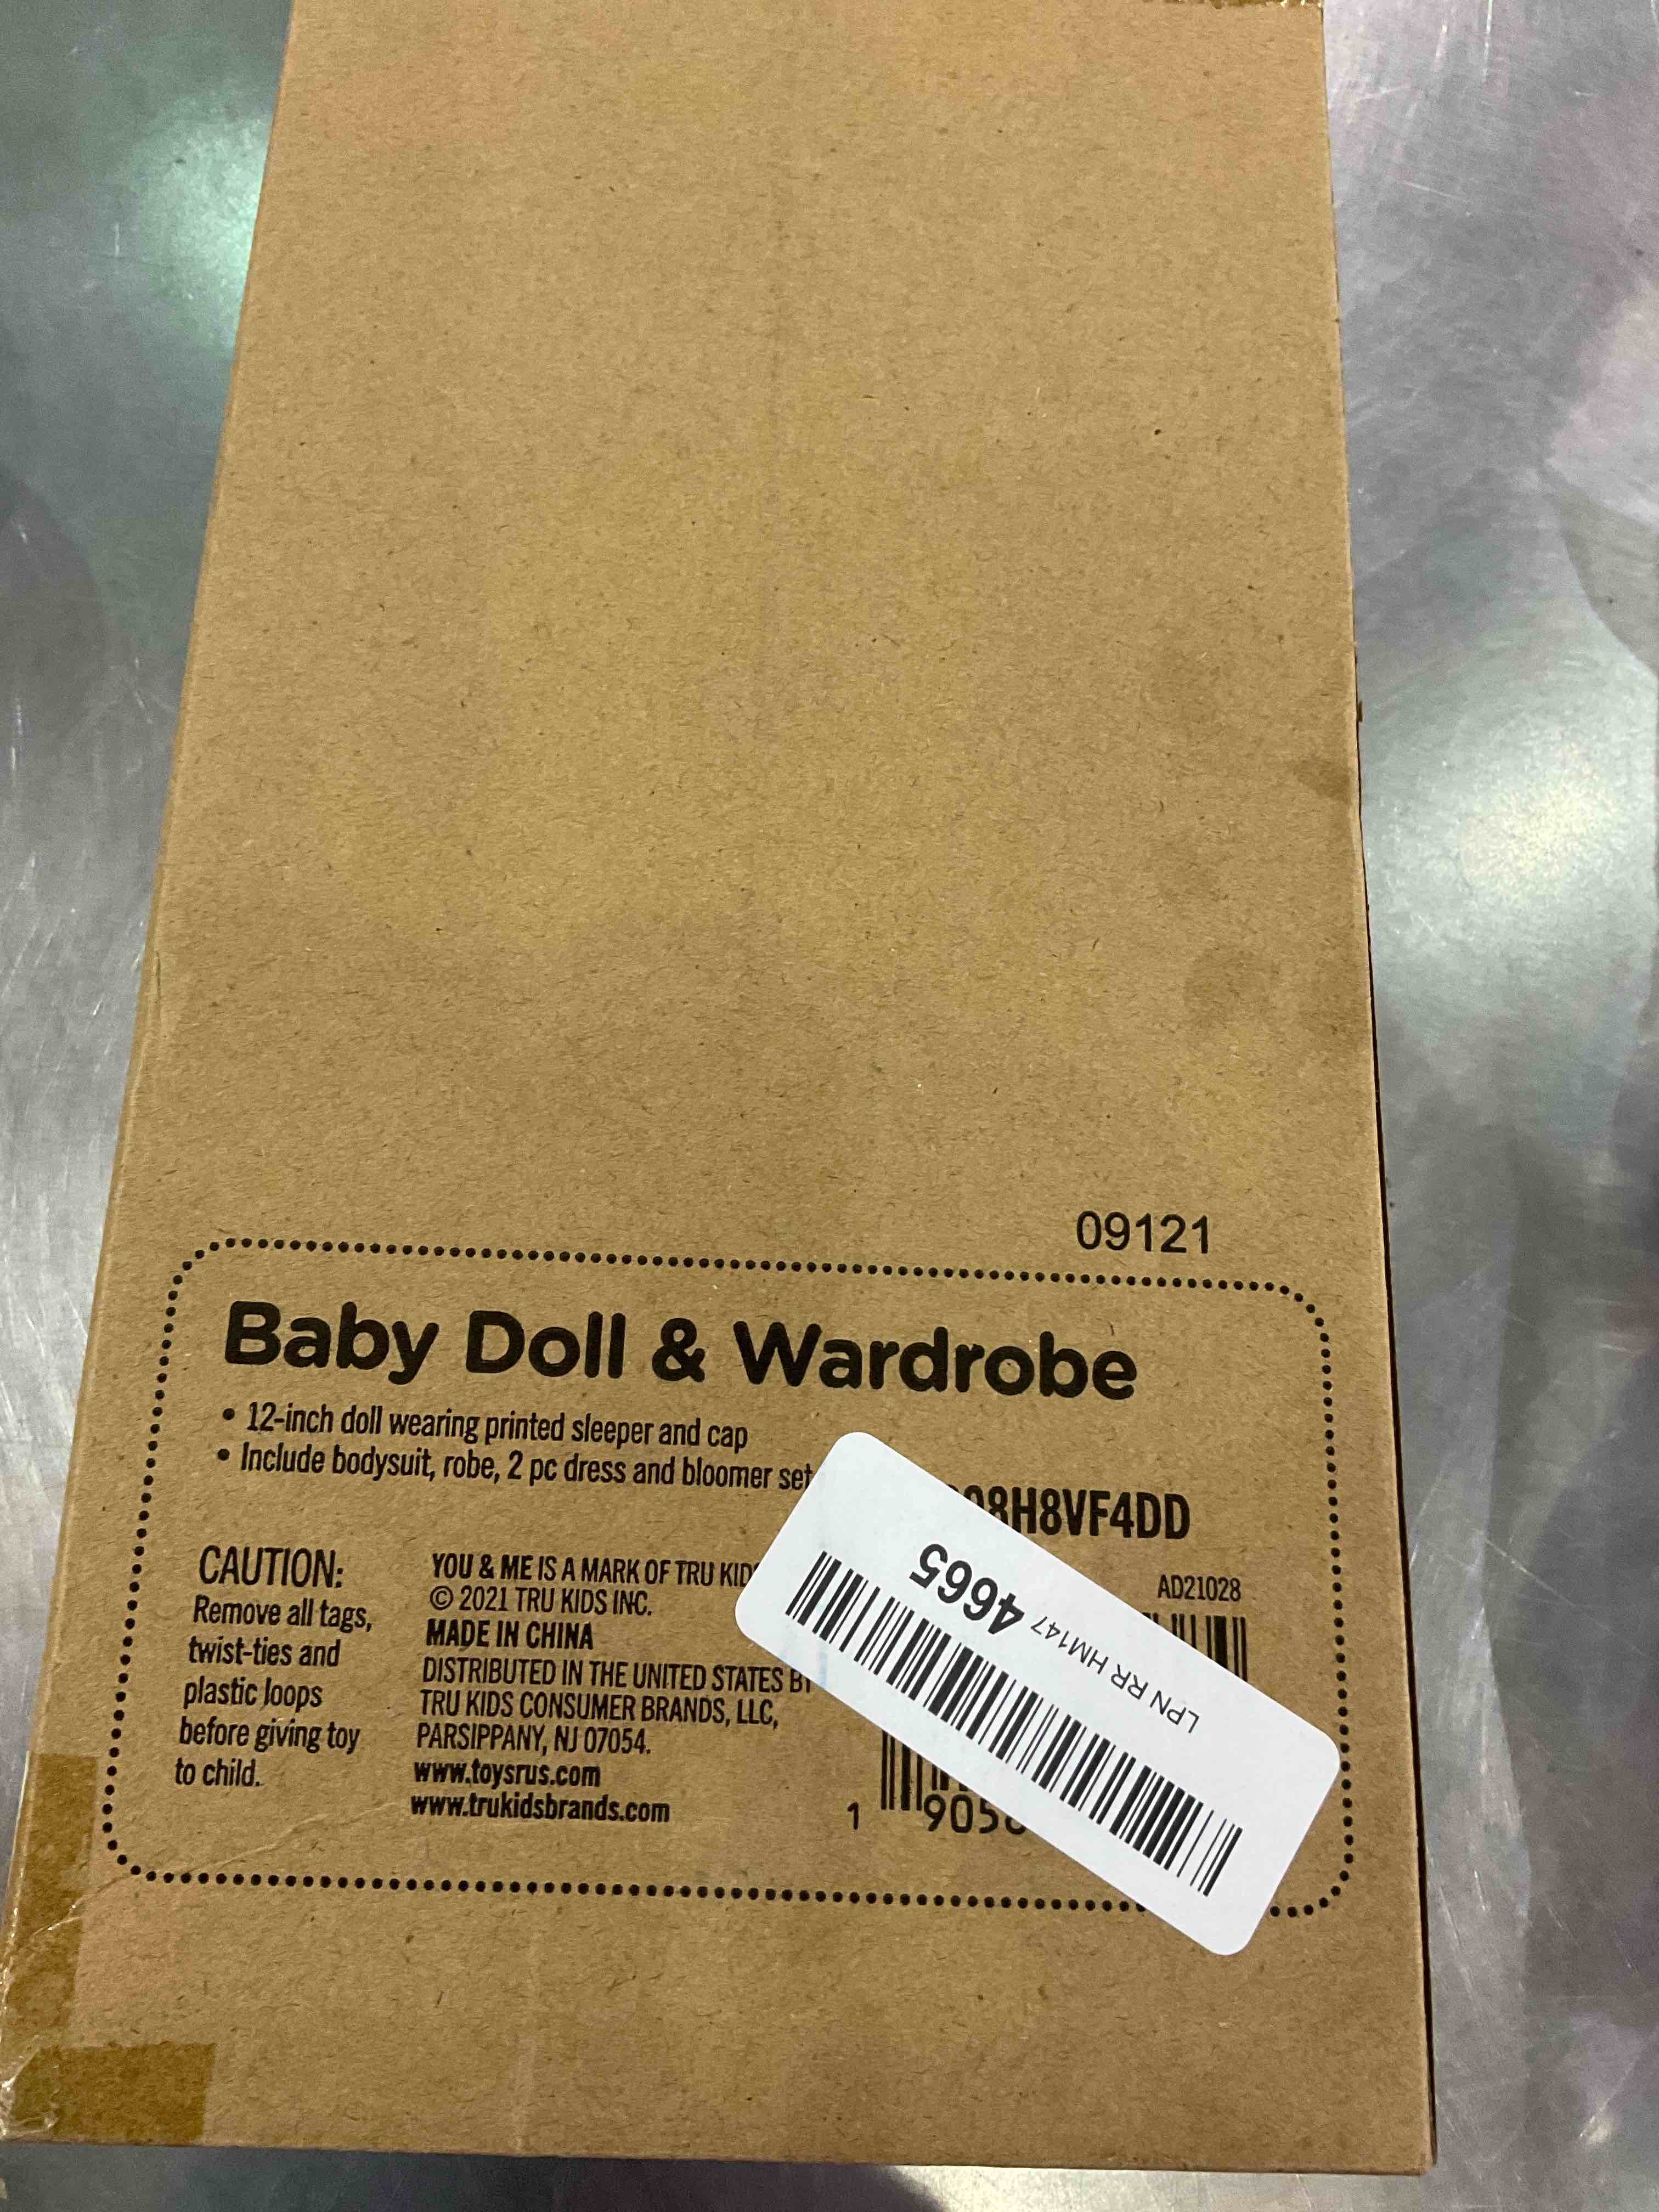 09121
Baby Doll & Wardrobe
• 12-inch doll wearing printed sleeper and cap
• Include bodysuit, robe, 2 pc dress and bloomer set
8H8VF4DD
CAUTION:
Remove all tags,
twist-ties and
plastic loops
before giving toy
to child.
YOU & ME IS A MARK OF TRU KID
© 2021 TRU KIDS INC.
MADE IN CHINA
DISTRIBUTED IN THE UNITED STATES BY
TRU KIDS CONSUMER BRANDS, LLC,
PARSIPPANY, NJ 07054.
www.toysrus.com
www.trukidsbrands.com
AD21028
1 905
LPN RR HM147 4665